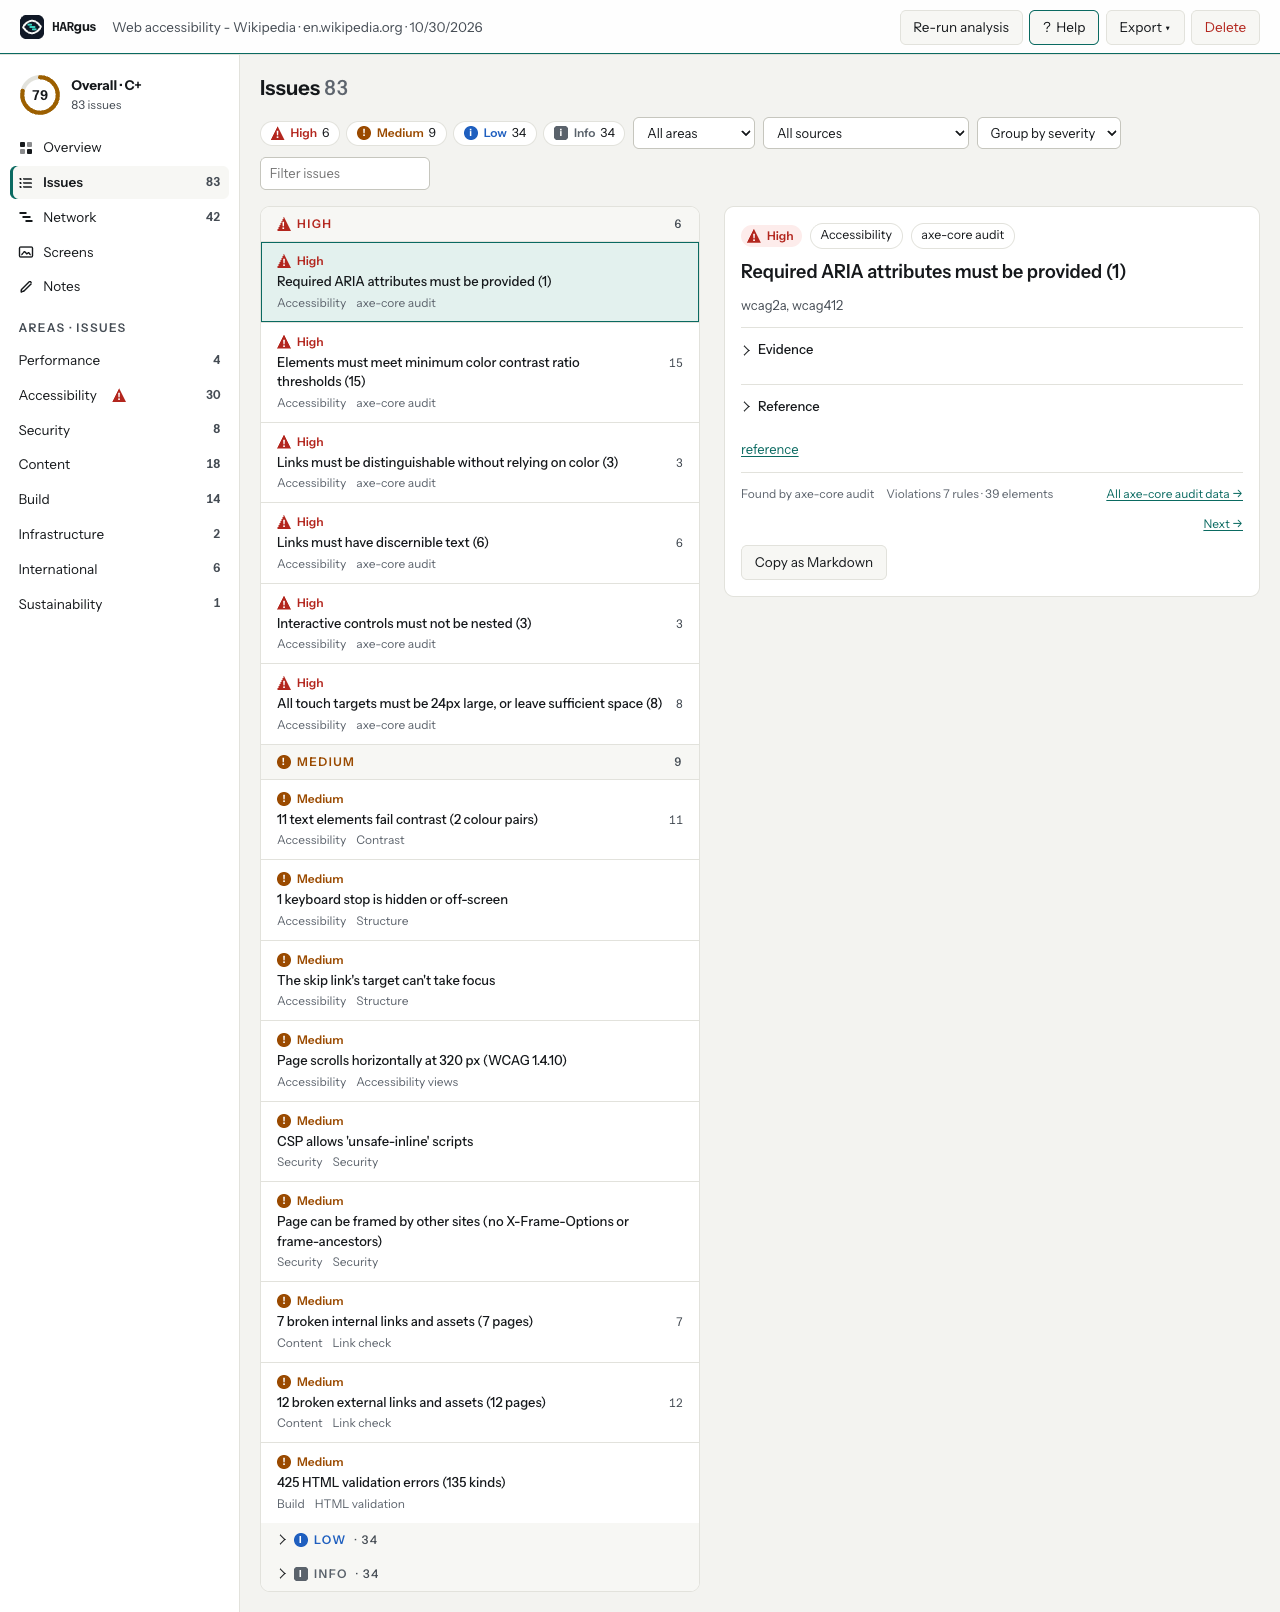 HARgus Web accessibility - Wikipedia · en.wikipedia.org · 10/30/2026 Re-run analysis ? Help Export ▾ Delete
79
Overall · C+
83 issues
Overview
Issues 83
Network 42
Screens
Notes
AREAS · ISSUES
Performance 4
Accessibility 30
Security 8
Content 18
Build 14
Infrastructure 2
International 6
Sustainability 1
Issues 83
High 6 Medium 9 Low 34 Info 34 All areas All sources Group by severity
Filter issues
HIGH 6
High
Required ARIA attributes must be provided (1)
Accessibility axe-core audit
High
Elements must meet minimum color contrast ratio 15
thresholds (15)
Accessibility axe-core audit
High
Links must be distinguishable without relying on color (3) 3
Accessibility axe-core audit
High
Links must have discernible text (6) 6
Accessibility axe-core audit
High
Interactive controls must not be nested (3) 3
Accessibility axe-core audit
High
All touch targets must be 24px large, or leave sufficient space (8) 8
Accessibility axe-core audit
MEDIUM 9
Medium
11 text elements fail contrast (2 colour pairs) 11
Accessibility Contrast
Medium
1 keyboard stop is hidden or off-screen
Accessibility Structure
Medium
The skip link's target can't take focus
Accessibility Structure
Medium
Page scrolls horizontally at 320 px (WCAG 1.4.10)
Accessibility Accessibility views
Medium
CSP allows 'unsafe-inline' scripts
Security Security
Medium
Page can be framed by other sites (no X-Frame-Options or
frame-ancestors)
Security Security
Medium
7 broken internal links and assets (7 pages) 7
Content Link check
Medium
12 broken external links and assets (12 pages) 12
Content Link check
Medium
425 HTML validation errors (135 kinds)
Build HTML validation
LOW · 34
INFO · 34
High Accessibility axe-core audit
Required ARIA attributes must be provided (1)
wcag2a, wcag412
Evidence
Reference
reference
Found by axe-core audit Violations 7 rules · 39 elements All axe-core audit data →
Next →
Copy as Markdown